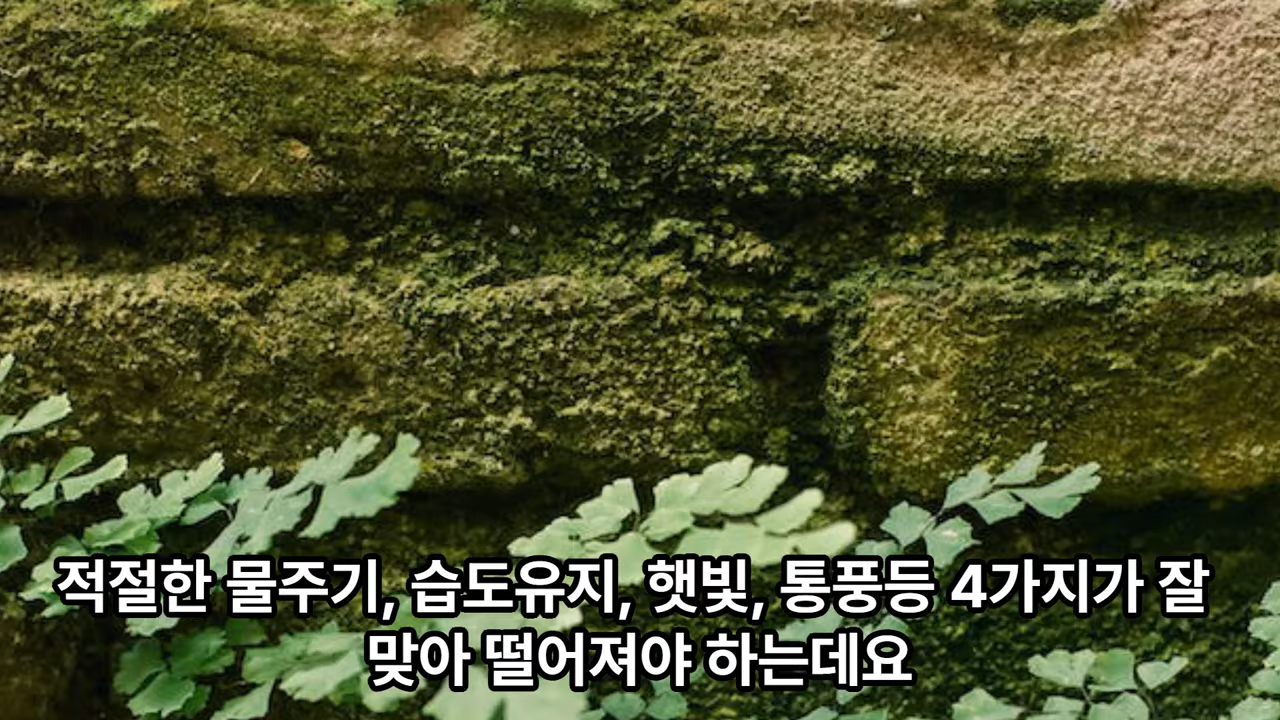 적절한 물주기, 습도유지, 햇빛, 통풍등 4가지가 잘
맞아 떨어져야 하는데요